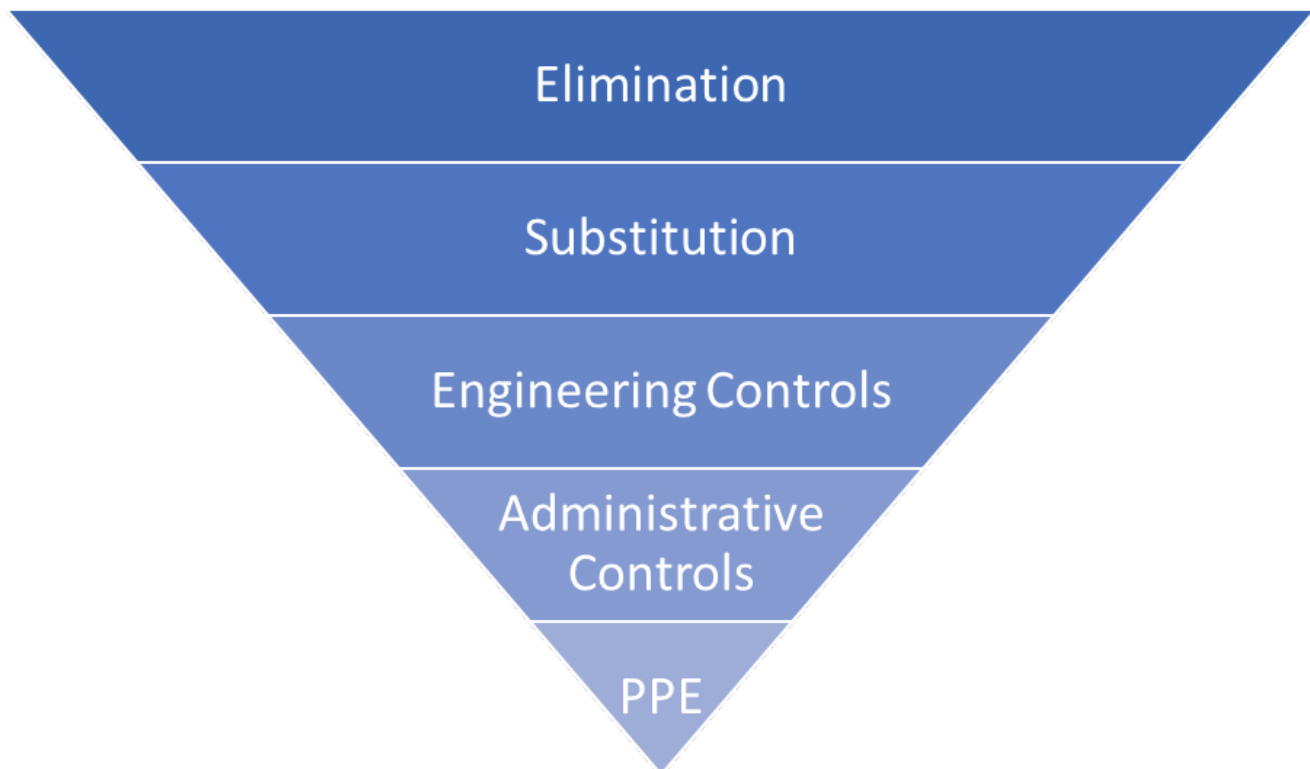 Elimination
Substitution
Engineering Controls
Administrative
Controls
PPE